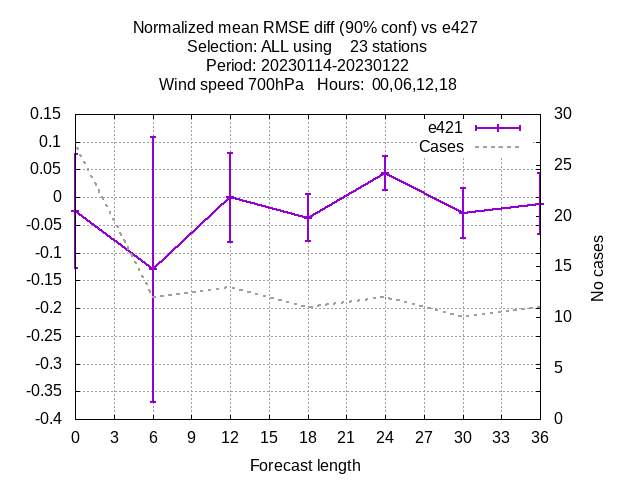 Normalized mean RMSE diff (90% conf) vs e427
Selection: ALL using    23 stations
Period: 20230114-20230122
Wind speed 700hPa   Hours:  00,06,12,18
e421
Cases
0.15
0.1
0.05
0
-0.05
-0.1
-0.15
-0.2
-0.25
-0.3
-0.35
-0.4
30
25
20
15
10
5
0
No cases
0 3 6 9 12 15 18 21 24 27 30 33 36
Forecast length